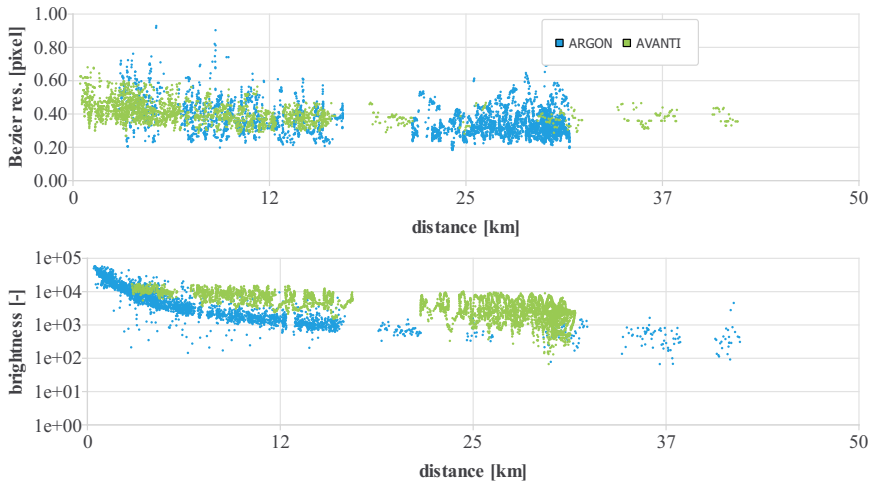 1.00
0.80
0.60
0.40
0.20
0.00
Bezier res. [pixel]
ARGON AVANTI
0 12 25 37 50
distance [km]
1e+05
1e+04
1e+03
1e+02
1e+01
1e+00
brightness [-]
0 12 25 37 50
distance [km]